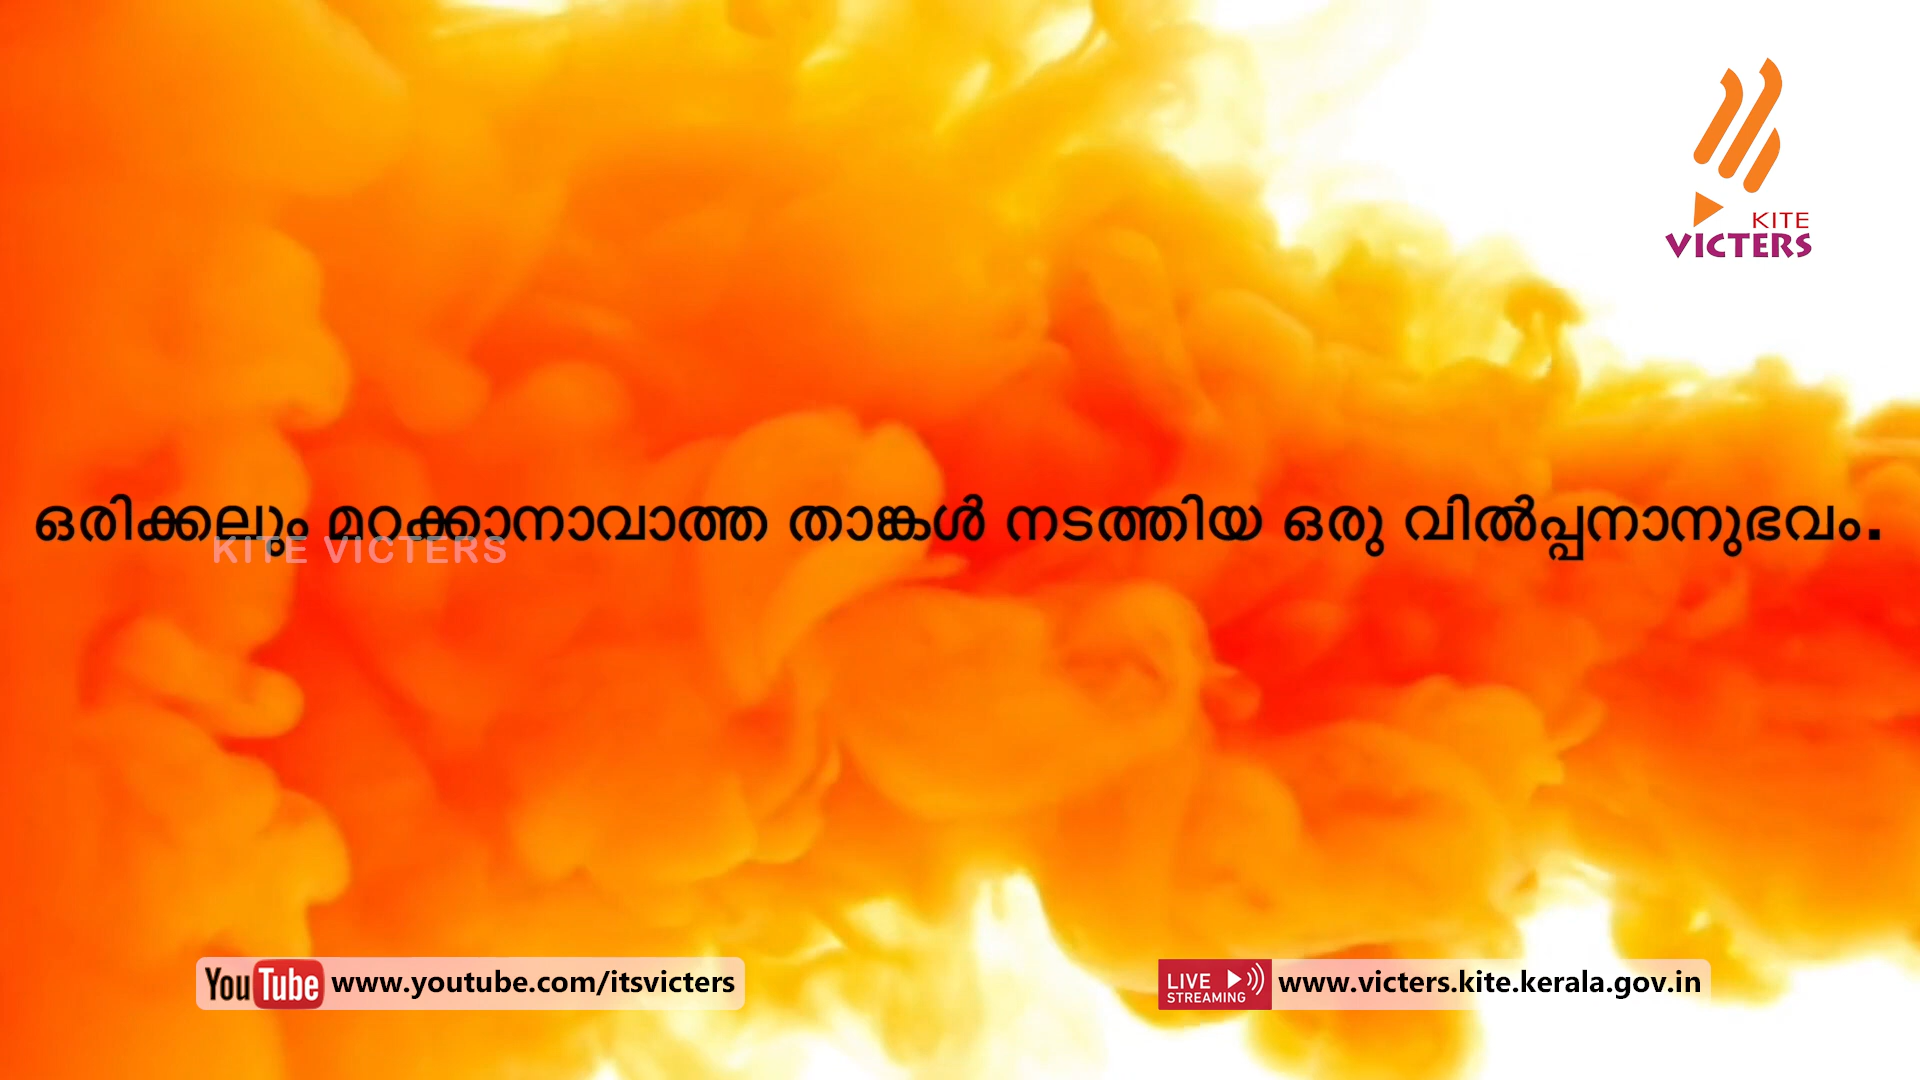 KITE
VICTERS
ഒരിക്കലും മറക്കാനാവാത്ത താങ്കൾ നടത്തിയ ഒരു വിൽപ്പനാനുഭവം.
KITE VICTERS
YouTube www.youtube.com/itsvicters
LIVE STREAMING www.victers.kite.kerala.gov.in